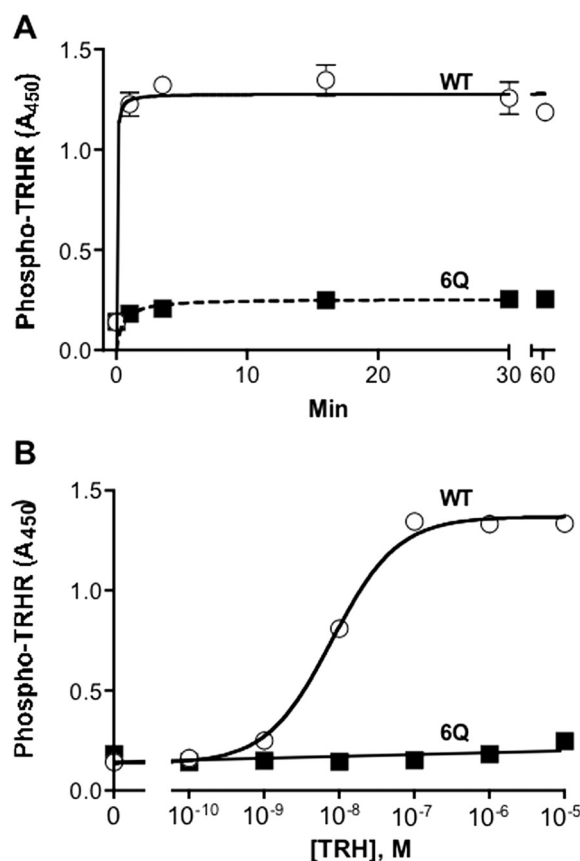 A
Phospho-TRHR (A₄₅₀)
1.5
1.0
0.5
0.0
WT
6Q
0 10 20 30 60
Min
B
Phospho-TRHR (A₄₅₀)
1.5
1.0
0.5
0.0
WT
6Q
0 10⁻¹⁰ 10⁻⁹ 10⁻⁸ 10⁻⁷ 10⁻⁶ 10⁻⁵
[TRH], M